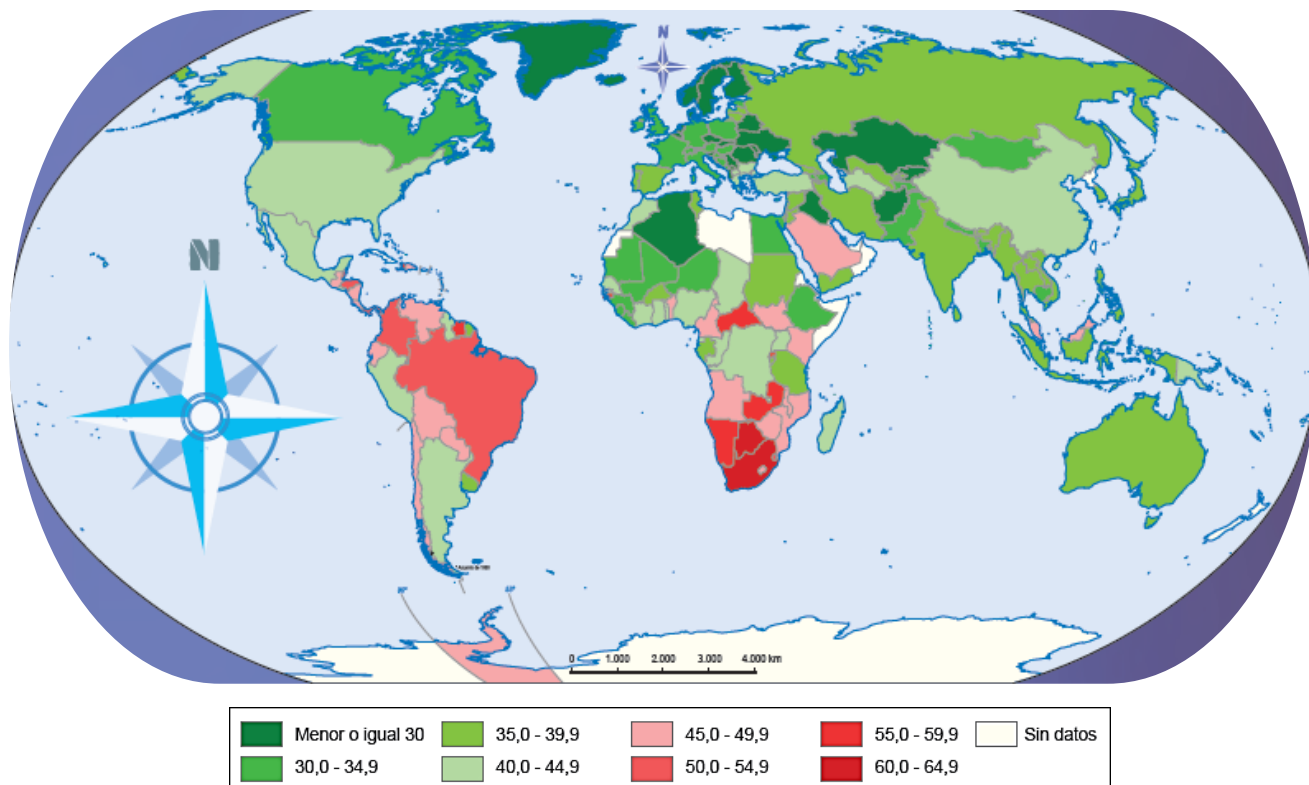 N
N
90°
53°
0 1.000 2.000 3.000 4.000 km
Menor o igual 30
35,0 - 39,9
45,0 - 49,9
55,0 - 59,9
Sin datos
30,0 - 34,9
40,0 - 44,9
50,0 - 54,9
60,0 - 64,9